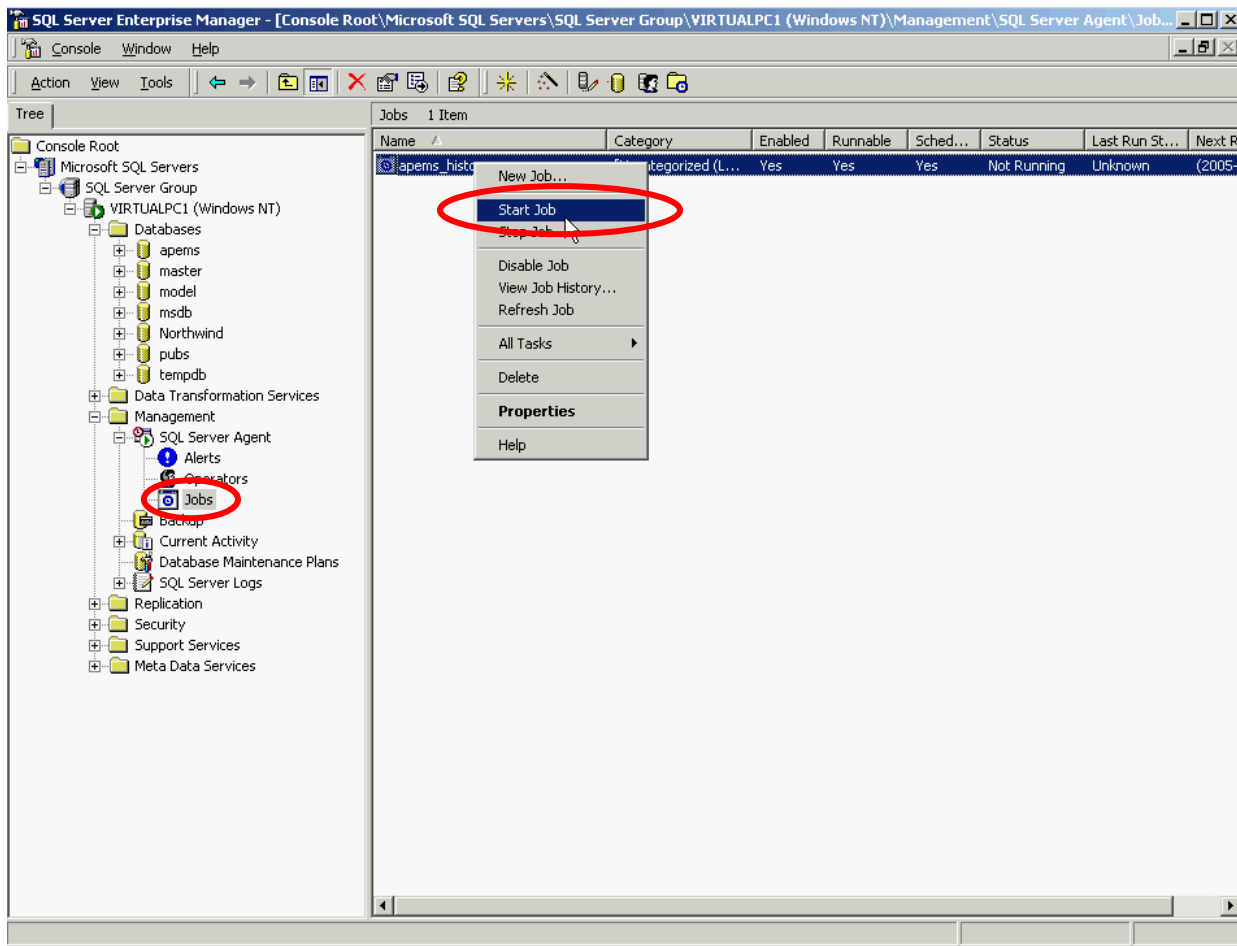 SQL Server Enterprise Manager - [Console Root\Microsoft SQL Servers\SQL Server Group\VIRTUALPC1 (Windows NT)\Management\SQL Server Agent\Job...
Console Window Help
Action View Tools
Tree
Jobs 1 Item
Name Category Enabled Runnable Sched... Status Last Run St... Next R
apems_histo tegorized (L... Yes Yes Yes Not Running Unknown (2005-
Console Root
Microsoft SQL Servers
SQL Server Group
VIRTUALPC1 (Windows NT)
Databases
apems
master
model
msdb
Northwind
pubs
tempdb
Data Transformation Services
Management
SQL Server Agent
Alerts
Operators
Jobs
Backup
Current Activity
Database Maintenance Plans
SQL Server Logs
Replication
Security
Support Services
Meta Data Services
New Job...
Start Job
Stop Job
Disable Job
View Job History...
Refresh Job
All Tasks
Delete
Properties
Help